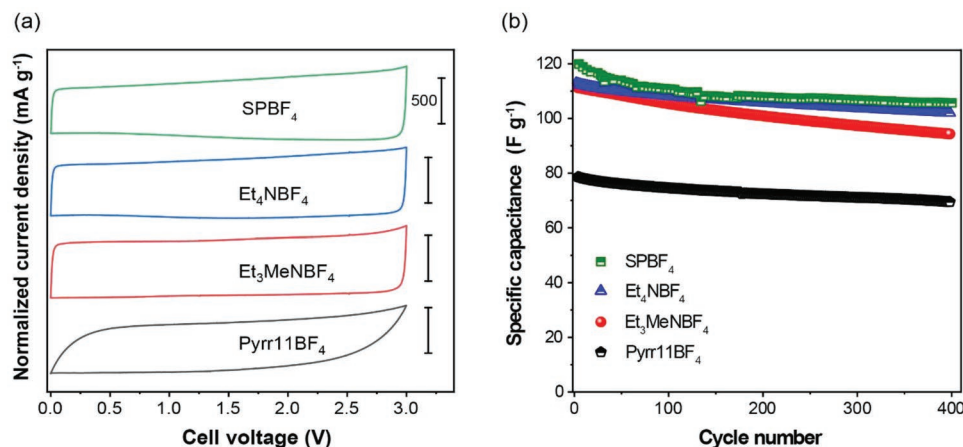 (a)
Normalized current density (mA g⁻¹)
SPBF₄
500
Et₄NBF₄
Et₃MeNBF₄
Pyrr11BF₄
0.0 0.5 1.0 1.5 2.0 2.5 3.0
Cell voltage (V)
(b)
Specific capacitance (F g⁻¹)
120
100
80
60
40
20
0
SPBF₄
Et₄NBF₄
Et₃MeNBF₄
Pyrr11BF₄
0 100 200 300 400
Cycle number